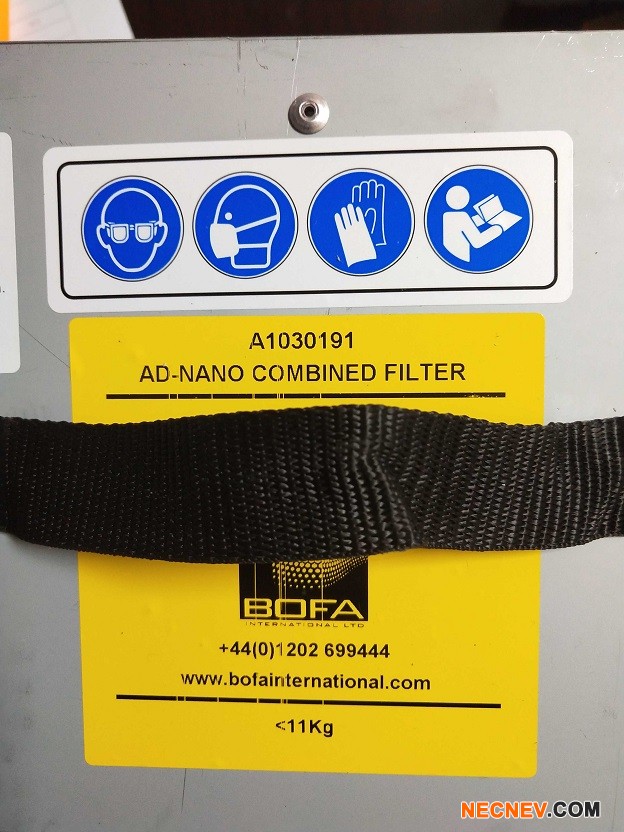 A1030191
AD-NANO COMBINED FILTER
BOFA
INTERNATIONAL LTD
+44(0)1202 699444
www.bofainternational.com
<11Kg
NECNEV.COM